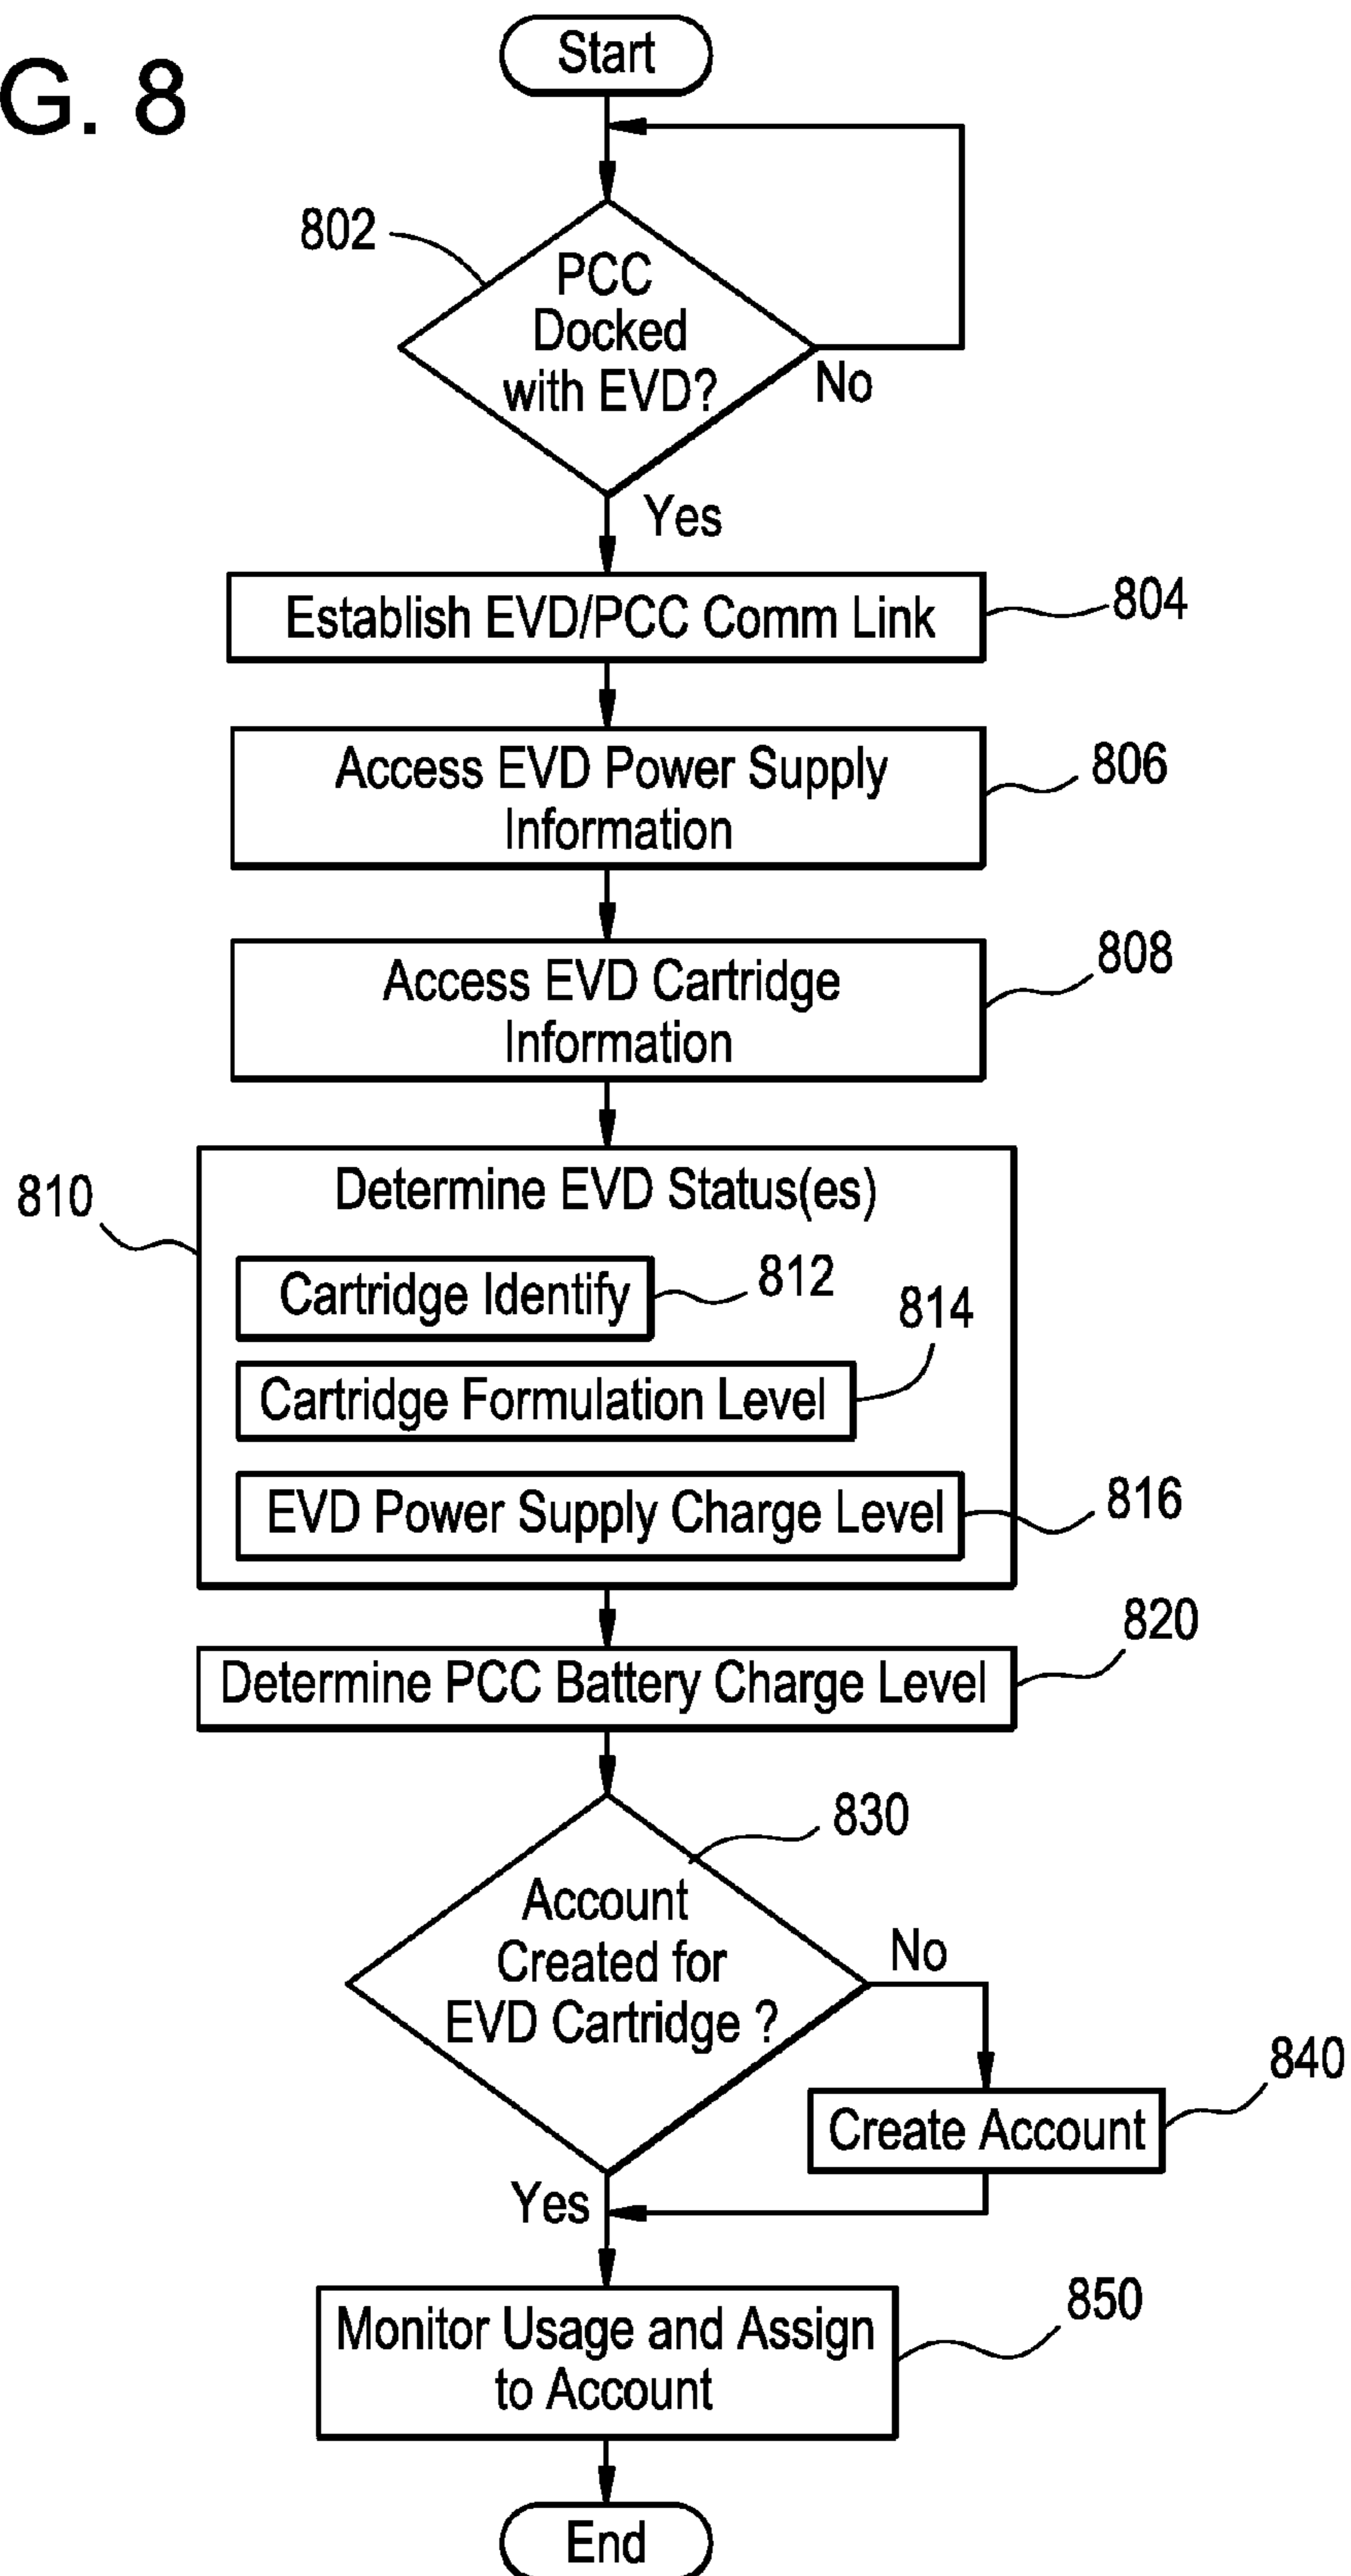 G. 8
Start
802
PCC
Docked
with EVD?
No
Yes
Establish EVD/PCC Comm Link
804
Access EVD Power Supply
Information
806
Access EVD Cartridge
Information
808
810
Determine EVD Status(es)
Cartridge Identify
812
Cartridge Formulation Level
814
EVD Power Supply Charge Level
816
Determine PCC Battery Charge Level
820
830
Account
Created for
EVD Cartridge ?
No
Create Account
840
Yes
Monitor Usage and Assign
to Account
850
End